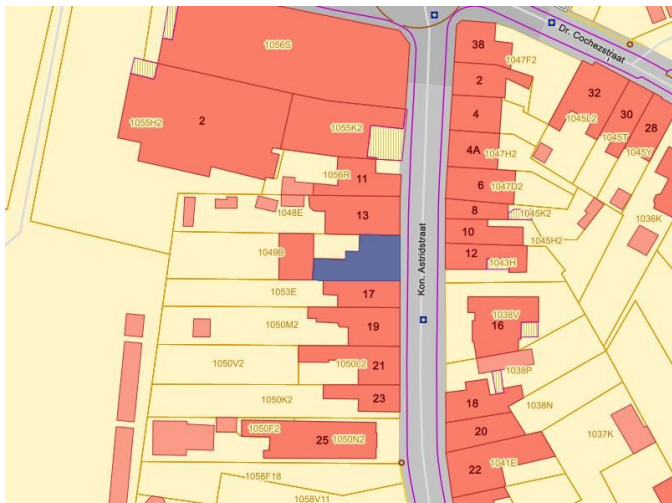 Dr. Cochezstraat
1056S
38
1047F2
2
32
1045L2
30
1045T
28
1045Y
1055H2
2
4
1055K2
4A
1047H2
1056R
11
6
1047D2
1036K
1048E
13
8
1045K2
10
1045H2
1049B
12
1043H
Kon. Astridstraat
1053E
17
1038V
16
1050M2
19
1050V2
1050L2
21
1038P
1050K2
23
18
1038N
1050F2
25
1050N2
20
1037K
1041E
22
1058F18
1058V11